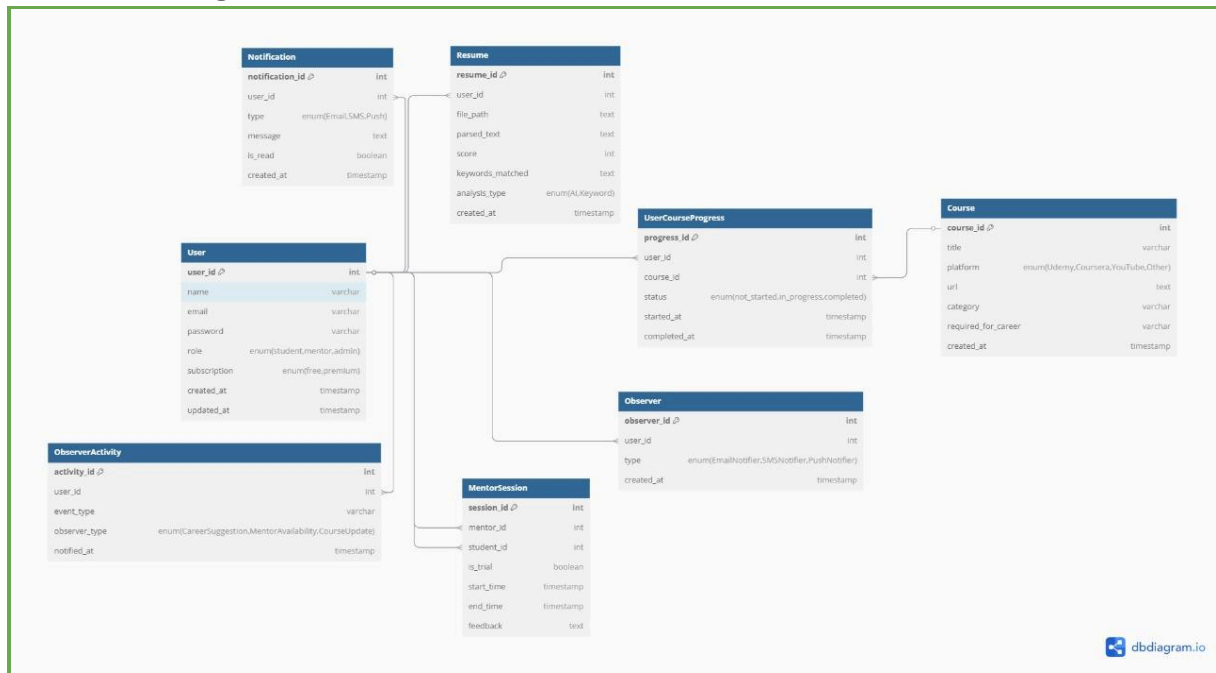 Notification
notification_id int
user_id int
type enum(Email,SMS,Push)
message text
is_read boolean
created_at timestamp
Resume
resume_id int
user_id int
file_path text
parsed_text text
score int
keywords_matched text
analysis_type enum(AI,Keyword)
created_at timestamp
UserCourseProgress
progress_id int
user_id int
course_id int
status enum(not_started,in_progress,completed)
started_at timestamp
completed_at timestamp
Course
course_id int
title varchar
platform enum(Udemy,Coursera,YouTube,Other)
url text
category varchar
required_for_career varchar
created_at timestamp
User
user_id int
name varchar
email varchar
password varchar
role enum(student,mentor,admin)
subscription enum(free,premium)
created_at timestamp
updated_at timestamp
Observer
observer_id int
user_id int
type enum(EmailNotifier,SMSNotifier,PushNotifier)
created_at timestamp
ObserverActivity
activity_id int
user_id int
event_type varchar
observer_type enum(CareerSuggestion,MentorAvailability,CourseUpdate)
notified_at timestamp
MentorSession
session_id int
mentor_id int
student_id int
is_trial boolean
start_time timestamp
end_time timestamp
feedback text
dbdiagram.io